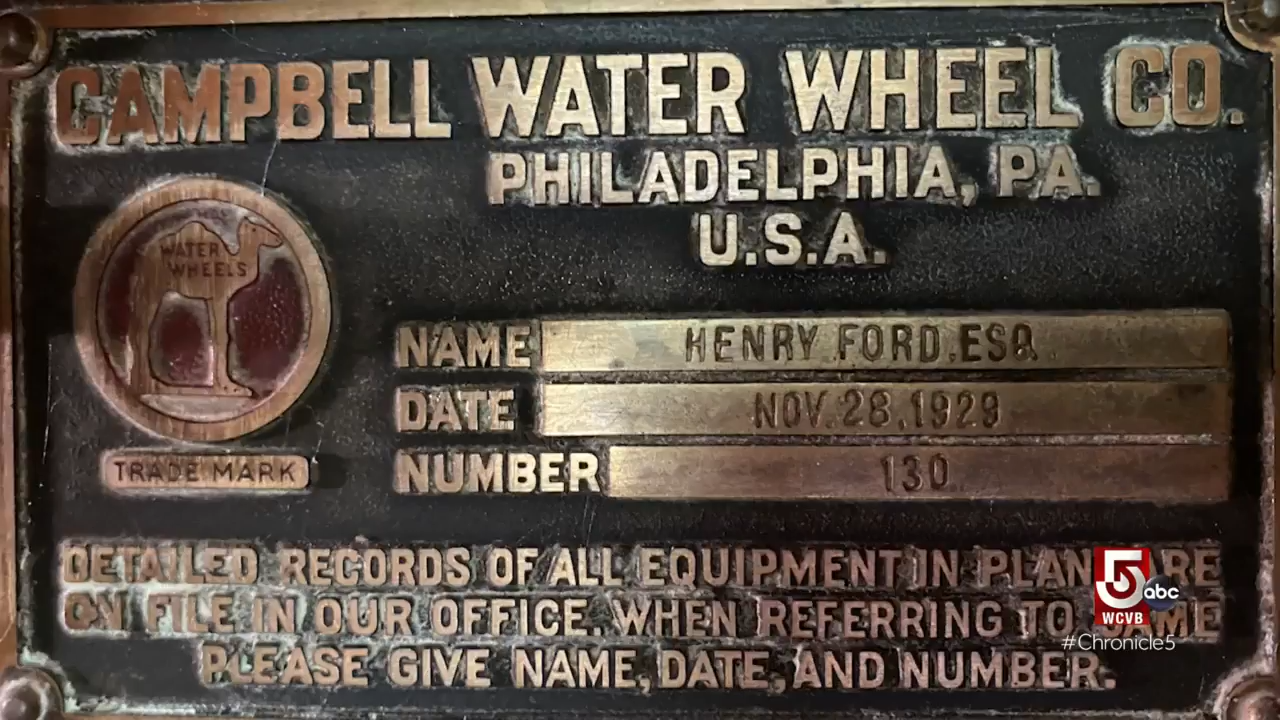 CAMPBELL WATER WHEEL CO.
PHILADELPHIA, PA.
U.S.A.
WATER
WHEELS
TRADE MARK
NAME HENRY FORD, ESQ.
DATE NOV. 28, 1929
NUMBER 130
DETAILED RECORDS OF ALL EQUIPMENT IN
ON FILE IN OUR OFFICE. WHEN REFERRING TO
PLEASE GIVE NAME, DATE, AND NUMBER.
5 abc
WCVB
#Chronicle5